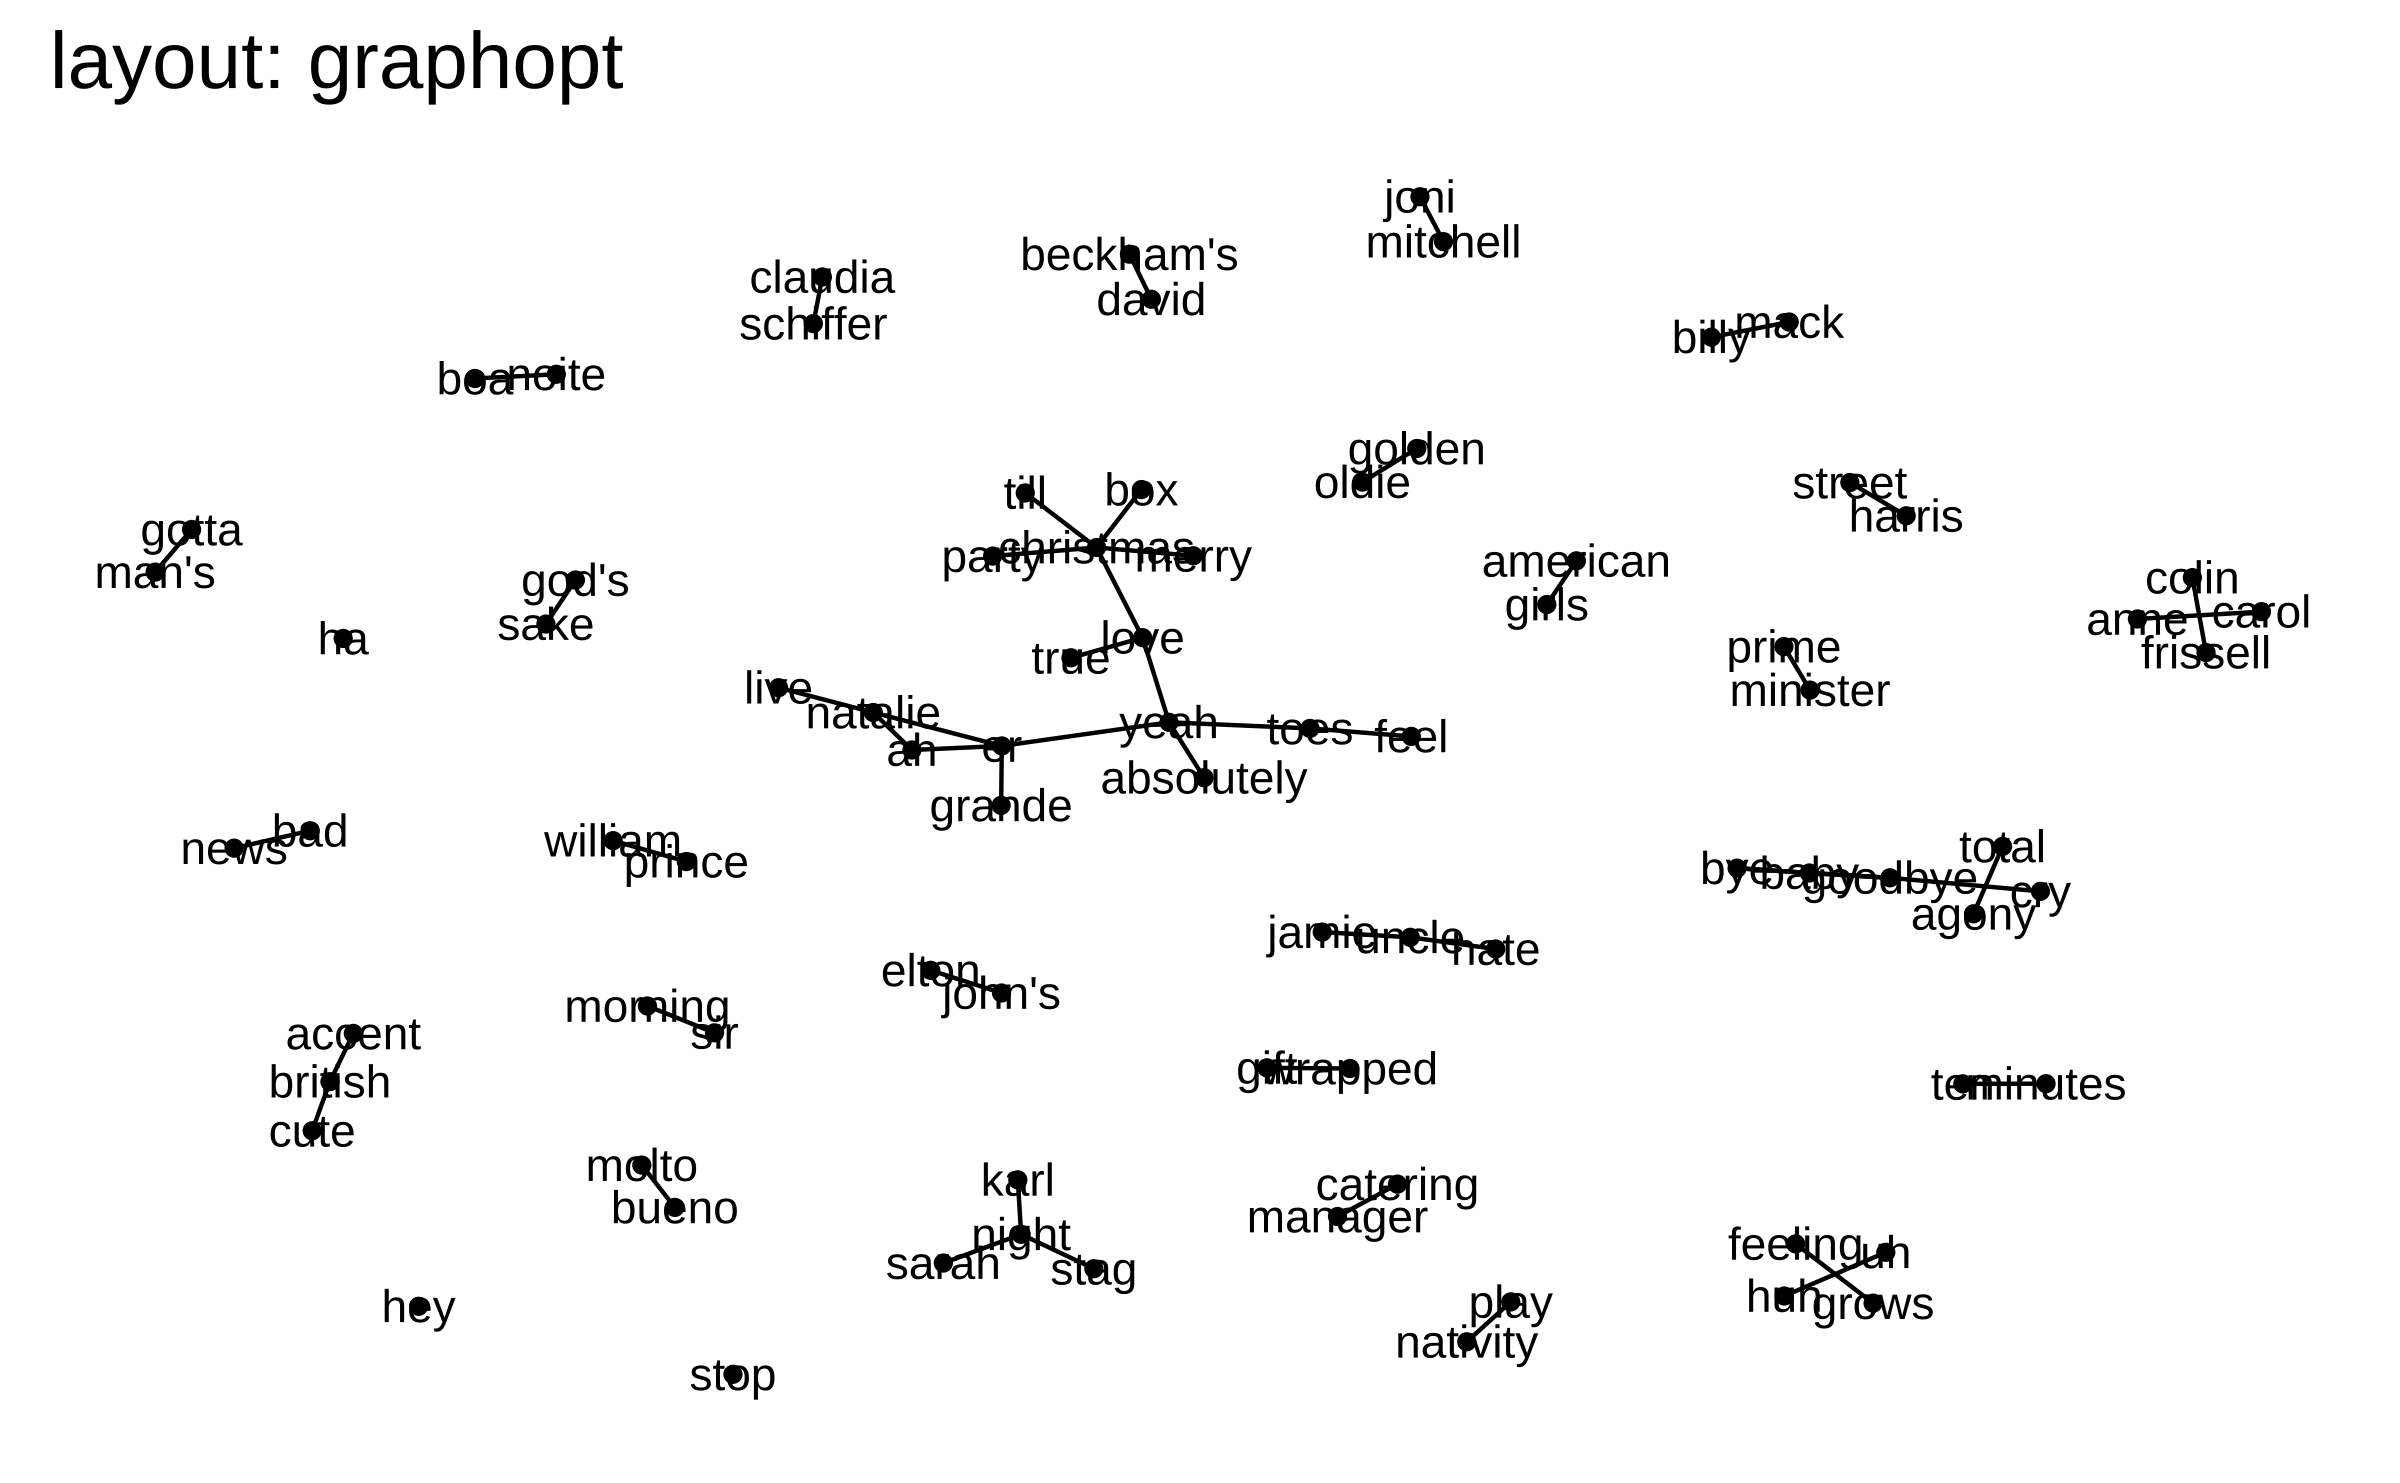 layout: graphopt
joni
mitchell
beckham's
david
claudia
schiffer
billy
mack
boa
noite
golden
oldie
till
box
christmas
party
merry
street
harris
gotta
man's
god's
sake
american
girls
colin
anne
carol
frissell
ha
love
true
prime
minister
live
natalie
ah
or
yeah
toes
feel
absolutely
grande
bad
news
william
prince
total
bye
baby
goodbye
cry
agony
jamie
uncle
hate
elton
john's
morning
sir
accent
british
cute
gift
wrapped
ten
minutes
molto
bueno
karl
night
sarah
stag
catering
manager
feeling
uh
huh
grows
hey
play
nativity
stop